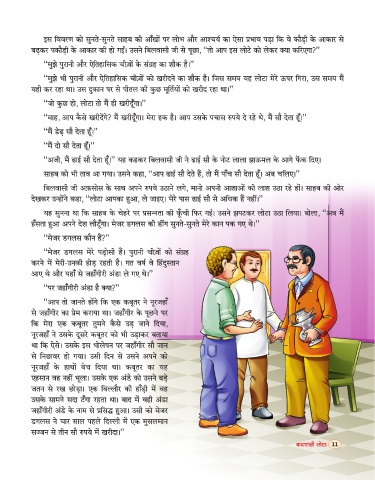 इस विवरण को सुनते-सुनते साहब की आँखों पर लोभ और आश्चर्य का ऐसा प्रभाव पड़ा कि वे कौड़ी के आकार से
बढ़कर पकौड़ी के आकार की हो गईं। उसने बिलवासी जी से पूछा, “तो आप इस लोटे को लेकर क्या करिएगा?”
“मुझे पुरानी और ऐतिहासिक चीज़ों के संग्रह का शौक है।”
“मुझे भी पुरानी और ऐतिहासिक चीज़ों को खरीदने का शौक है। जिस समय यह लोटा मेरे ऊपर गिरा, उस समय मैं
यही कर रहा था। उस दुकान पर से पीतल की कुछ मूर्तियों को खरीद रहा था।”
“जो कुछ हो, लोटा तो मैं ही खरीदूँगा।”
“वाह, आप कैसे खरीदेंगे? मैं खरीदूँगा। मेरा हक है। आप उसके पचास रुपये दे रहे थे, मैं सौ देता हूँ।”
“मैं डेढ़ सौ देता हूँ।”
“मैं दो सौ देता हूँ।”
“अजी, मैं ढाई सौ देता हूँ।” यह कहकर बिलवासी जी ने ढाई सौ के नोट लाला झाऊमल के आगे फेंक दिए।
साहब को भी ताव आ गया। उसने कहा, “आप ढाई सौ देते हैं, तो मैं पाँच सौ देता हूँ। अब चलिए।”
बिलवासी जी अफ़सोस के साथ अपने रुपये उठाने लगे, मानो अपनी आशाओं की लाश उठा रहे हों। साहब की ओर
देखकर उन्होंने कहा, “लोटा आपका हुआ, ले जाइए। मेरे पास ढाई सौ से अधिक हैं नहीं।”
यह सुनना था कि साहब के चेहरे पर प्रसन्नता की कूँची फिर गई। उसने झपटकर लोटा उठा लिया। बोला, “अब मैं
हँसता हुआ अपने देश लौटूँगा। मेजर डगलस की डींग सुनते-सुनते मेरे कान पक गए थे।”
“मेजर डगलस कौन हैं?”
“मेजर डगलस मेरे पड़ोसी हैं। पुरानी चीज़ों को संग्रह
करने में मेरी-उनकी होड़ रहती है। गत वर्ष वे हिंदुस्तान
आए थे और यहाँ से जहाँगीरी अंडा ले गए थे।”
“पर जहाँगीरी अंडा है क्या?”
“आप तो जानते होंगे कि एक कबूतर ने नूरजहाँ
से जहाँगीर का प्रेम कराया था। जहाँगीर के पूछने पर
कि मेरा एक कबूतर तुमने कैसे उड़ जाने दिया,
नूरजहाँ ने उसके दूसरे कबूतर को भी उड़ाकर बताया
था कि ऐसे। उसके इस भोलेपन पर जहाँगीर सौ जान
से निछावर हो गया। उसी दिन से उसने अपने को
नूरजहाँ के हाथों बेच दिया था। कबूतर का यह
एहसान वह नहीं भूला। उसके एक अंडे को उसने बड़े
जतन से रख छोड़ा। एक बिल्लौर की हाँड़ी में वह
उसके सामने सदा टँगा रहता था। बाद में वही अंडा
जहाँगीरी अंडे के नाम से प्रसिद्ध हुआ। उसी को मेजर
डगलस ने चार साल पहले दिल्ली में एक मुसलमान
सज्जन से तीन सौ रुपये में खरीदा।”
बादशाही लोटा 11